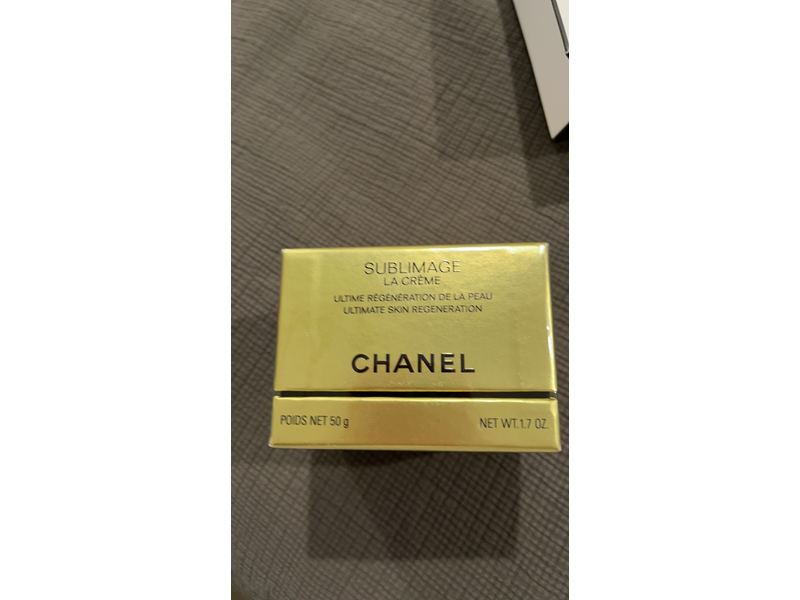 SUBLIMAGE
LA CRÈME
ULTIME RÉGÉNÉRATION DE LA PEAU
ULTIMATE SKIN REGENERATION
CHANEL
POIDS NET 50 g NET WT.1.7 OZ.